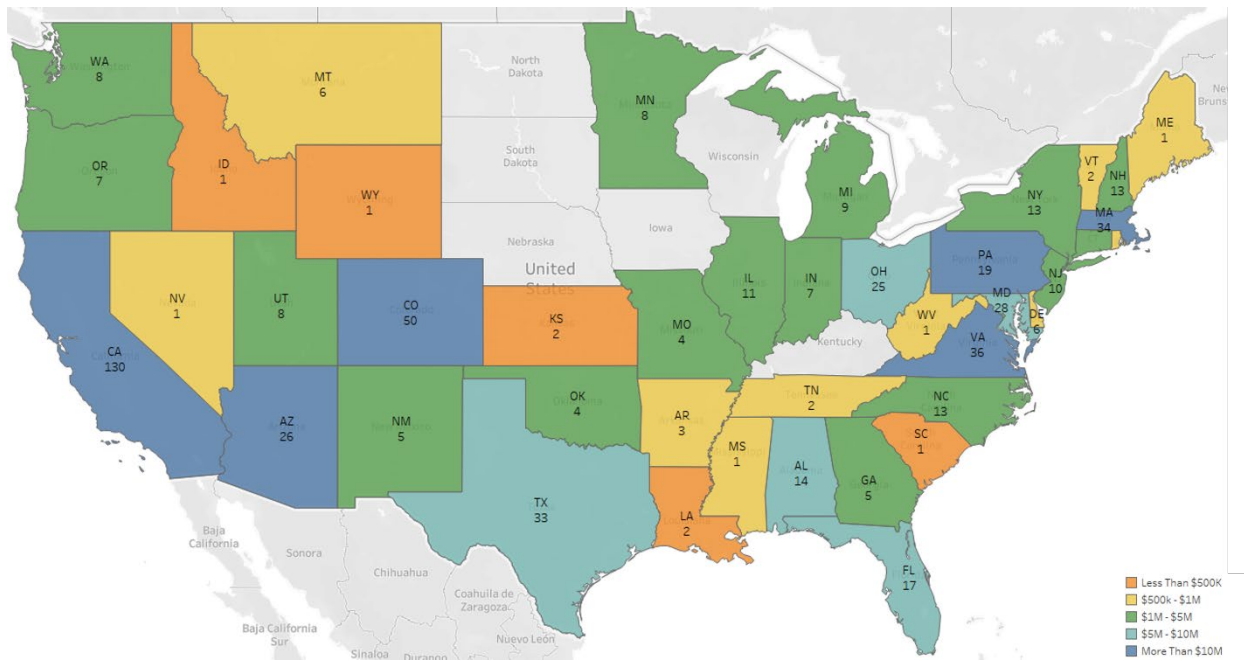 WA
8
MT
6
North
Dakota
MN
8
ME
1
New
Bruns
OR
7
ID
1
WY
1
South
Dakota
Wisconsin
MI
9
VT
2
NH
13
NY
13
MA
34
Nebraska
Iowa
United
States
NV
1
UT
8
CO
50
KS
2
MO
4
IL
11
IN
7
OH
25
PA
19
NJ
10
MD
28
DE
6
WV
1
VA
36
Kentucky
CA
130
AZ
26
NM
5
OK
4
AR
3
TN
2
NC
13
SC
1
MS
1
AL
14
GA
5
TX
33
LA
2
FL
17
Baja
California
Sonora
Chihuahua
Coahuila de
Zaragoza
Nuevo León
Baja California
Sur
Sinaloa
Durango
Less Than $500K
$500k - $1M
$1M - $5M
$5M - $10M
More Than $10M